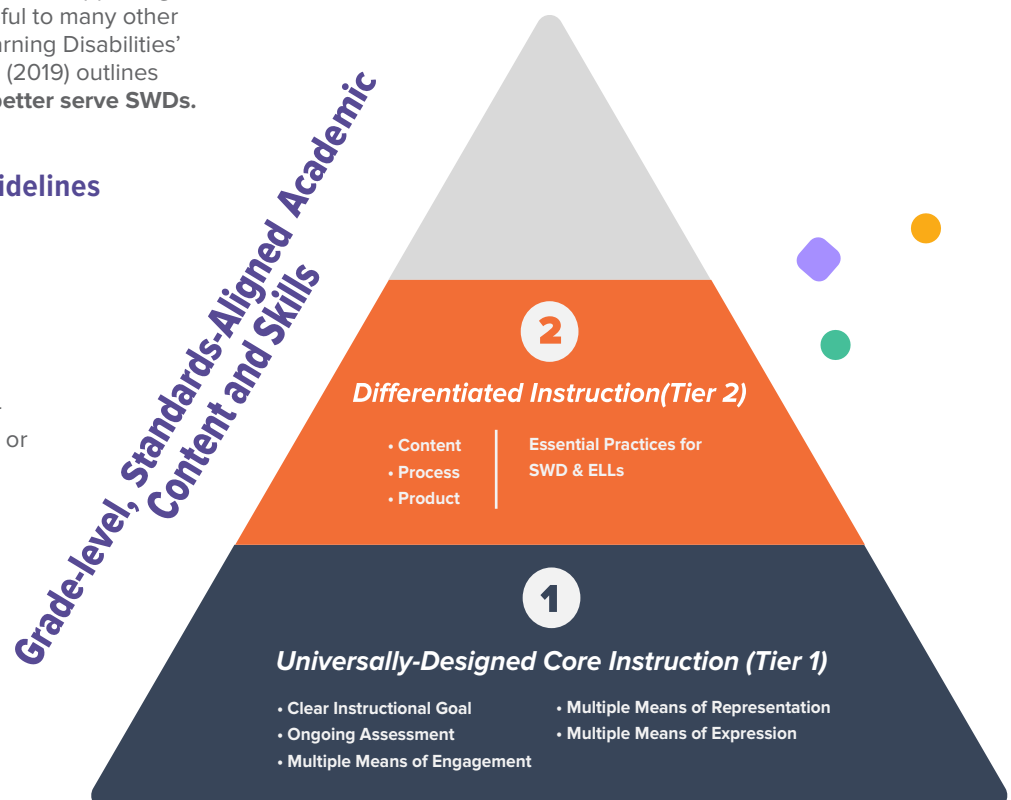 ful to many other
rning Disabilities’
(2019) outlines
better serve SWDs.
idelines
or
Grade-level, Standards-Aligned Academic
Content and Skills
2
Differentiated Instruction(Tier 2)
• Content
• Process
• Product
Essential Practices for
SWD & ELLs
1
Universally-Designed Core Instruction (Tier 1)
• Clear Instructional Goal
• Ongoing Assessment
• Multiple Means of Engagement
• Multiple Means of Representation
• Multiple Means of Expression